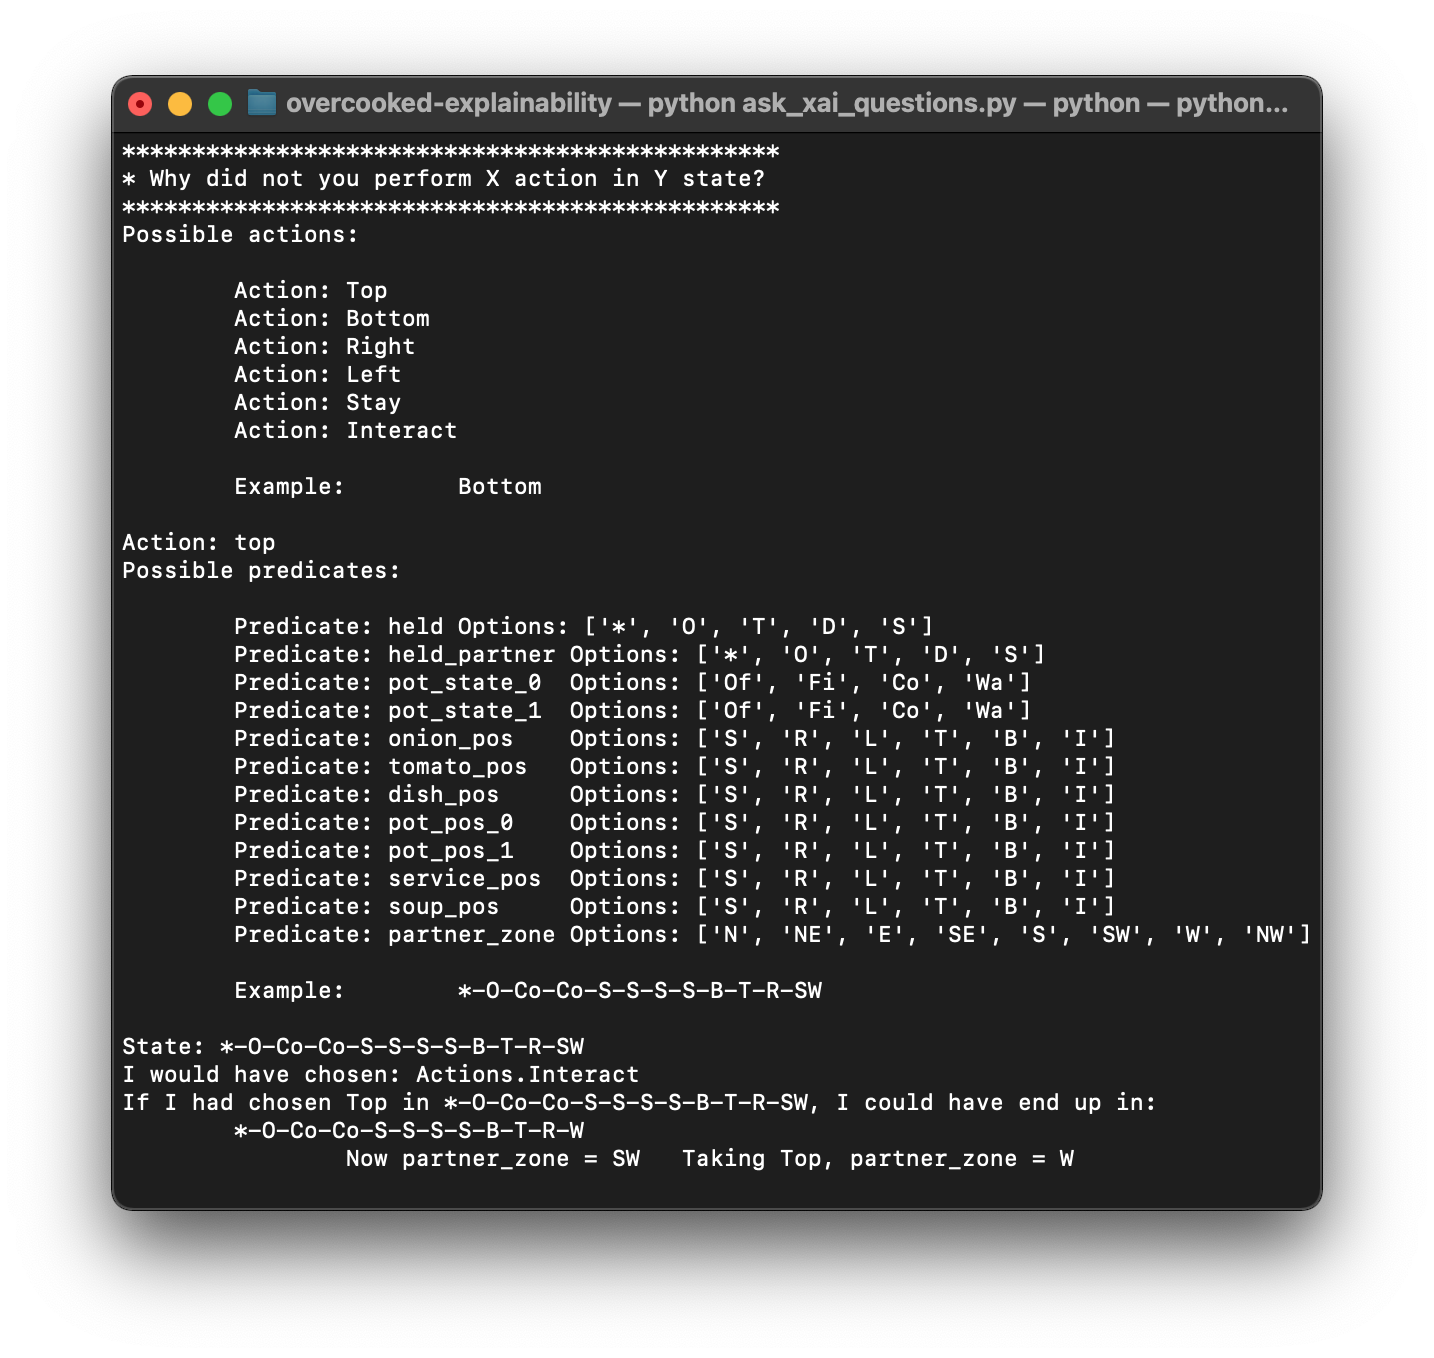 overcooked-explainability — python ask_xai_questions.py — python — python...
***********************************************
* Why did not you perform X action in Y state?
***********************************************
Possible actions:
Action: Top
Action: Bottom
Action: Right
Action: Left
Action: Stay
Action: Interact
Example: Bottom
Action: top
Possible predicates:
Predicate: held Options: ['*', 'O', 'T', 'D', 'S']
Predicate: held_partner Options: ['*', 'O', 'T', 'D', 'S']
Predicate: pot_state_0 Options: ['Of', 'Fi', 'Co', 'Wa']
Predicate: pot_state_1 Options: ['Of', 'Fi', 'Co', 'Wa']
Predicate: onion_pos Options: ['S', 'R', 'L', 'T', 'B', 'I']
Predicate: tomato_pos Options: ['S', 'R', 'L', 'T', 'B', 'I']
Predicate: dish_pos Options: ['S', 'R', 'L', 'T', 'B', 'I']
Predicate: pot_pos_0 Options: ['S', 'R', 'L', 'T', 'B', 'I']
Predicate: pot_pos_1 Options: ['S', 'R', 'L', 'T', 'B', 'I']
Predicate: service_pos Options: ['S', 'R', 'L', 'T', 'B', 'I']
Predicate: soup_pos Options: ['S', 'R', 'L', 'T', 'B', 'I']
Predicate: partner_zone Options: ['N', 'NE', 'E', 'SE', 'S', 'SW', 'W', 'NW']
Example: *-O-Co-Co-S-S-S-S-B-T-R-SW
State: *-O-Co-Co-S-S-S-S-B-T-R-SW
I would have chosen: Actions.Interact
If I had chosen Top in *-O-Co-Co-S-S-S-S-B-T-R-SW, I could have end up in:
*-O-Co-Co-S-S-S-S-B-T-R-W
Now partner_zone = SW Taking Top, partner_zone = W